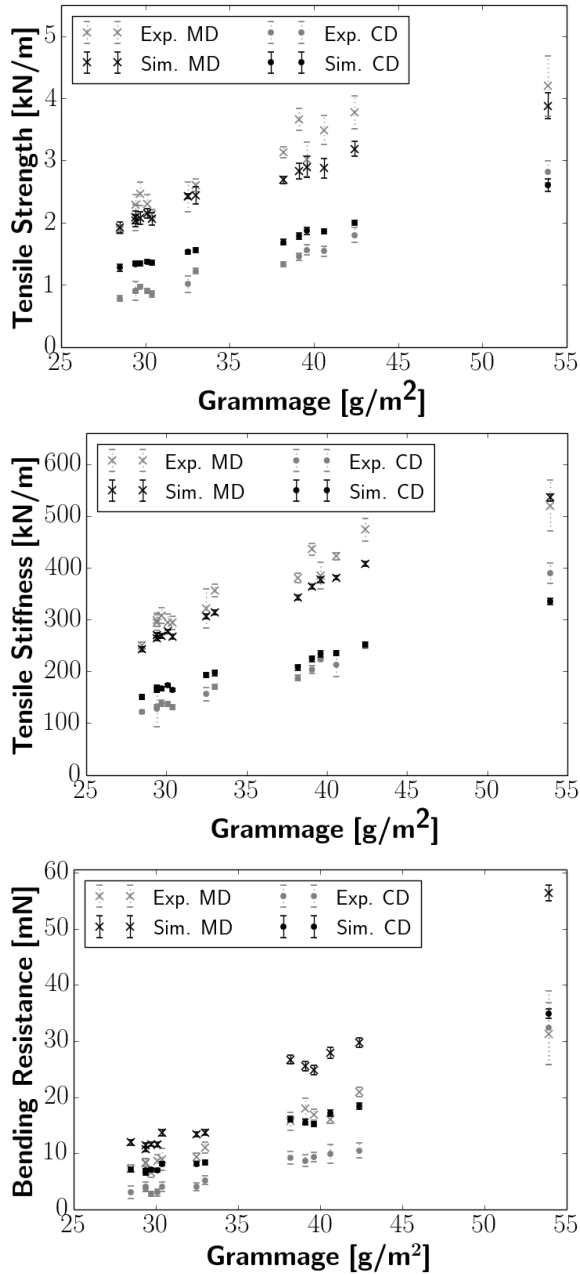 5
4
3
2
1
0
Tensile Strength [kN/m]
Exp. MD Exp. CD
Sim. MD Sim. CD
25 30 35 40 45 50 55
Grammage [g/m²]
600
500
400
300
200
100
0
Tensile Stiffness [kN/m]
Exp. MD Exp. CD
Sim. MD Sim. CD
25 30 35 40 45 50 55
Grammage [g/m²]
60
50
40
30
20
10
0
Bending Resistance [mN]
Exp. MD Exp. CD
Sim. MD Sim. CD
25 30 35 40 45 50 55
Grammage [g/m²]